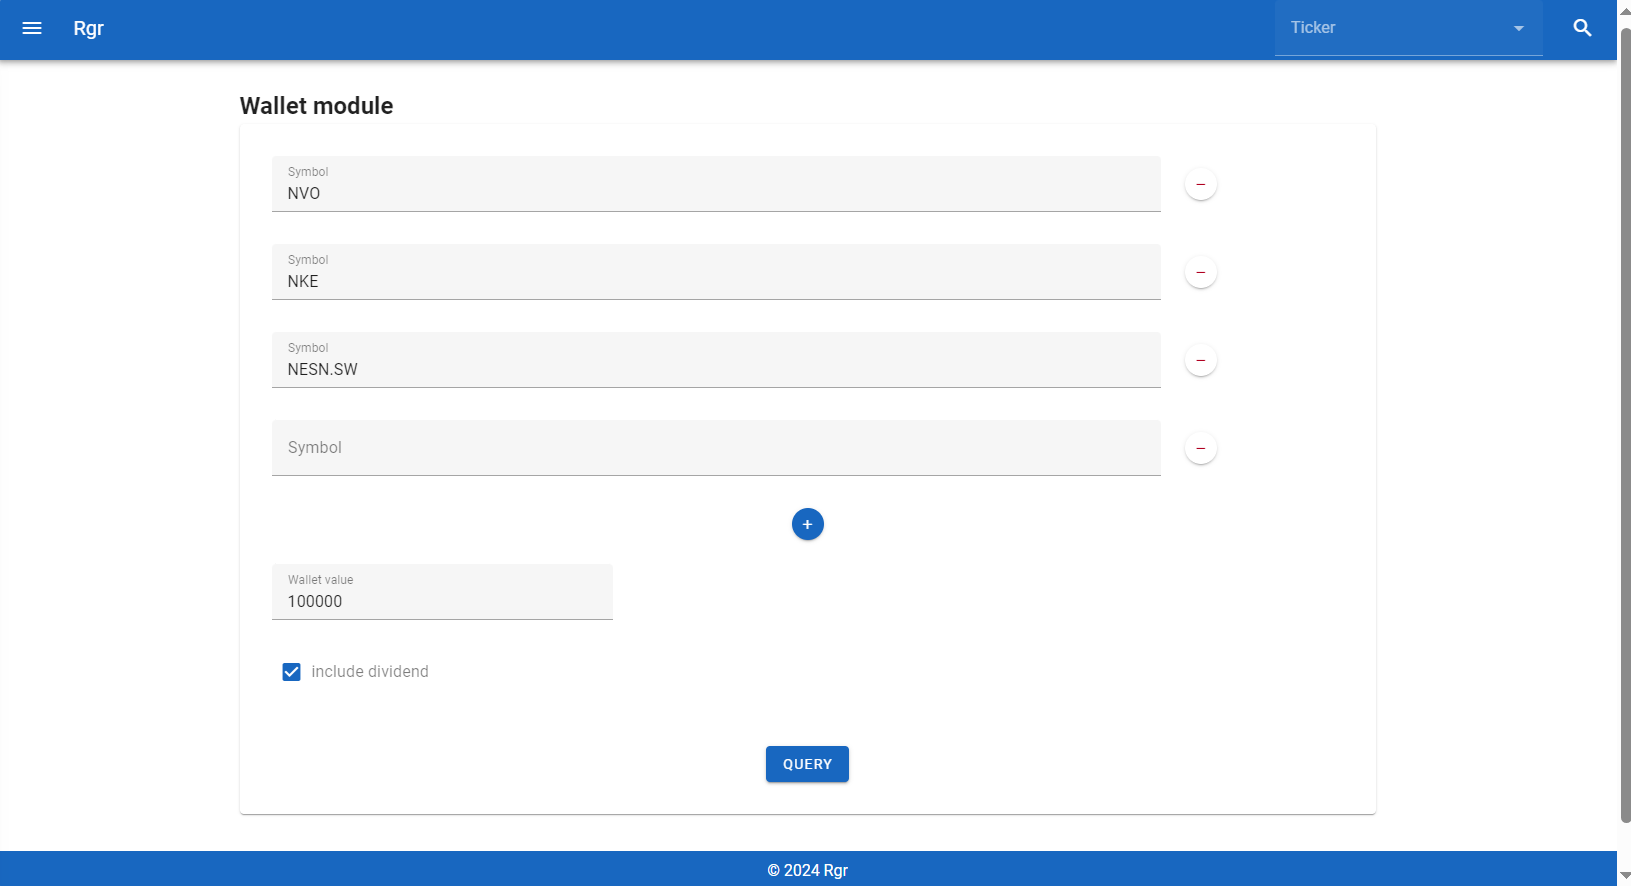 Rgr
Ticker
Wallet module
Symbol
NVO
Symbol
NKE
Symbol
NESN.SW
Symbol
Wallet value
100000
include dividend
QUERY
© 2024 Rgr